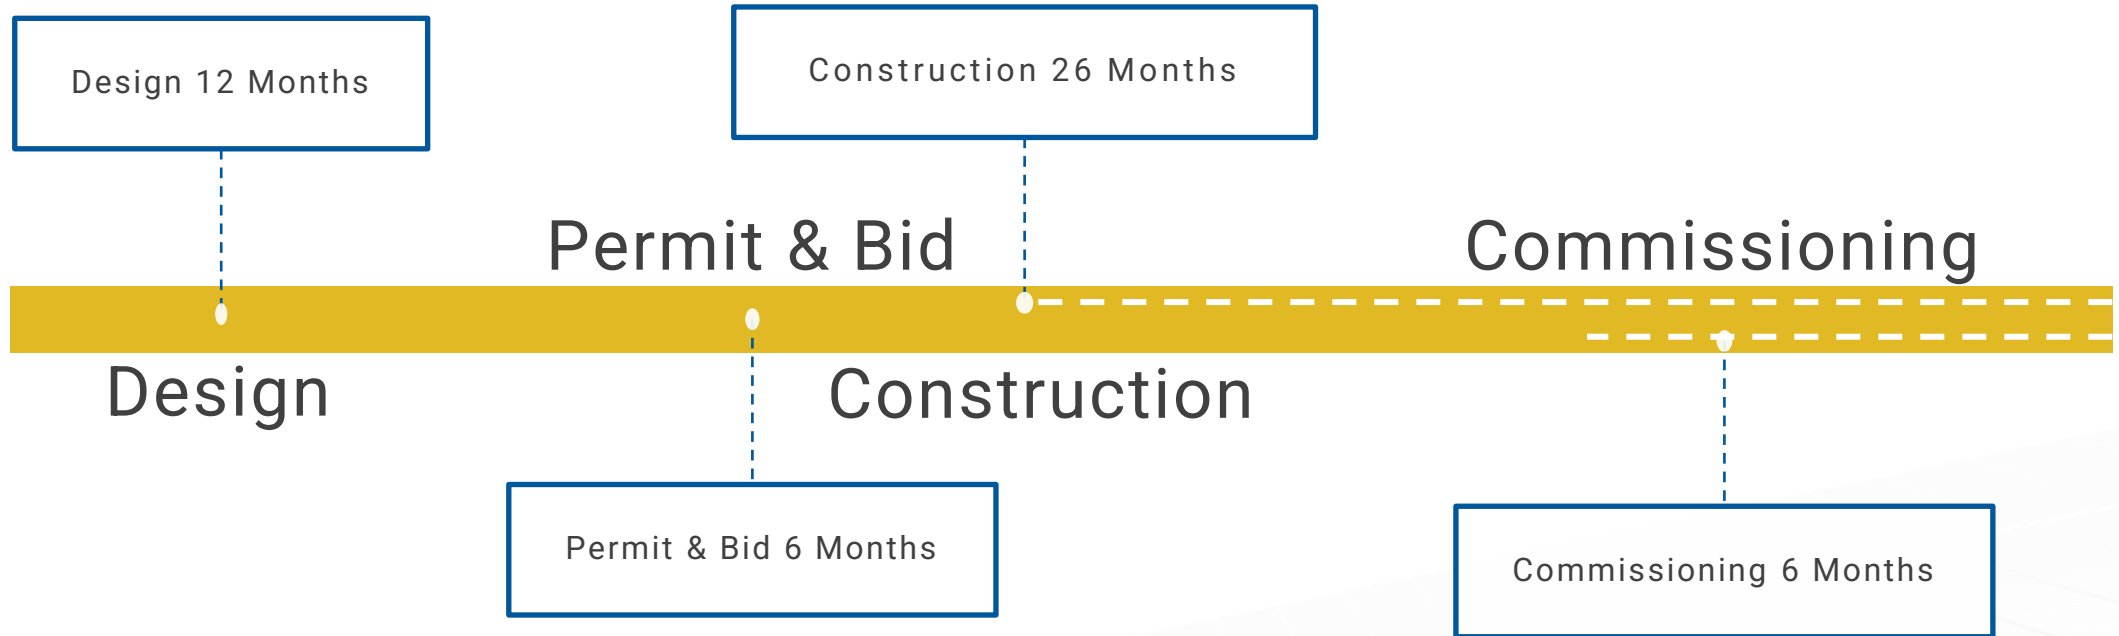 Design 12 Months
Construction 26 Months
Permit & Bid
Commissioning
Design
Construction
Permit & Bid 6 Months
Commissioning 6 Months